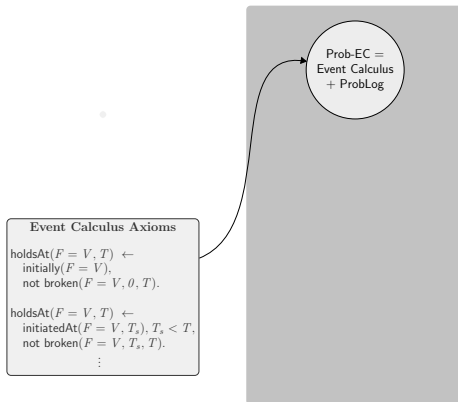 Prob-EC =
Event Calculus
+ ProbLog
Event Calculus Axioms
holdsAt(F = V, T) ←
initially(F = V),
not broken(F = V, 0, T).
holdsAt(F = V, T) ←
initiatedAt(F = V, Tₛ), Tₛ < T,
not broken(F = V, Tₛ, T).
⋮